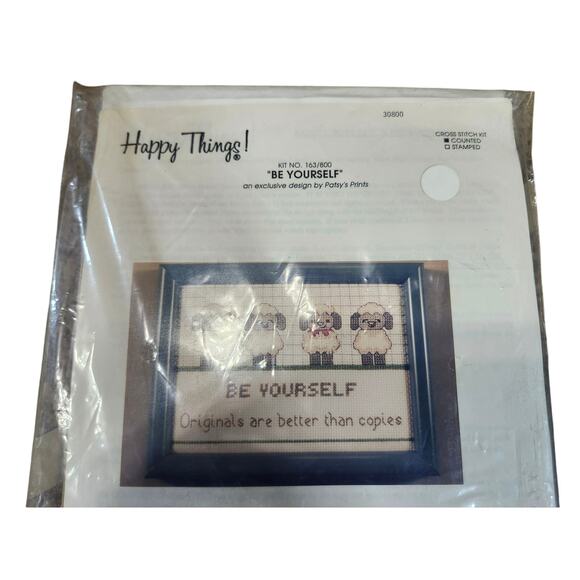 30800
Happy Things!®
CROSS STITCH KIT
■ COUNTED
□ STAMPED
KIT NO. 163/800
"BE YOURSELF"
an exclusive design by Patsy's Prints
BE YOURSELF
Originals are better than copies